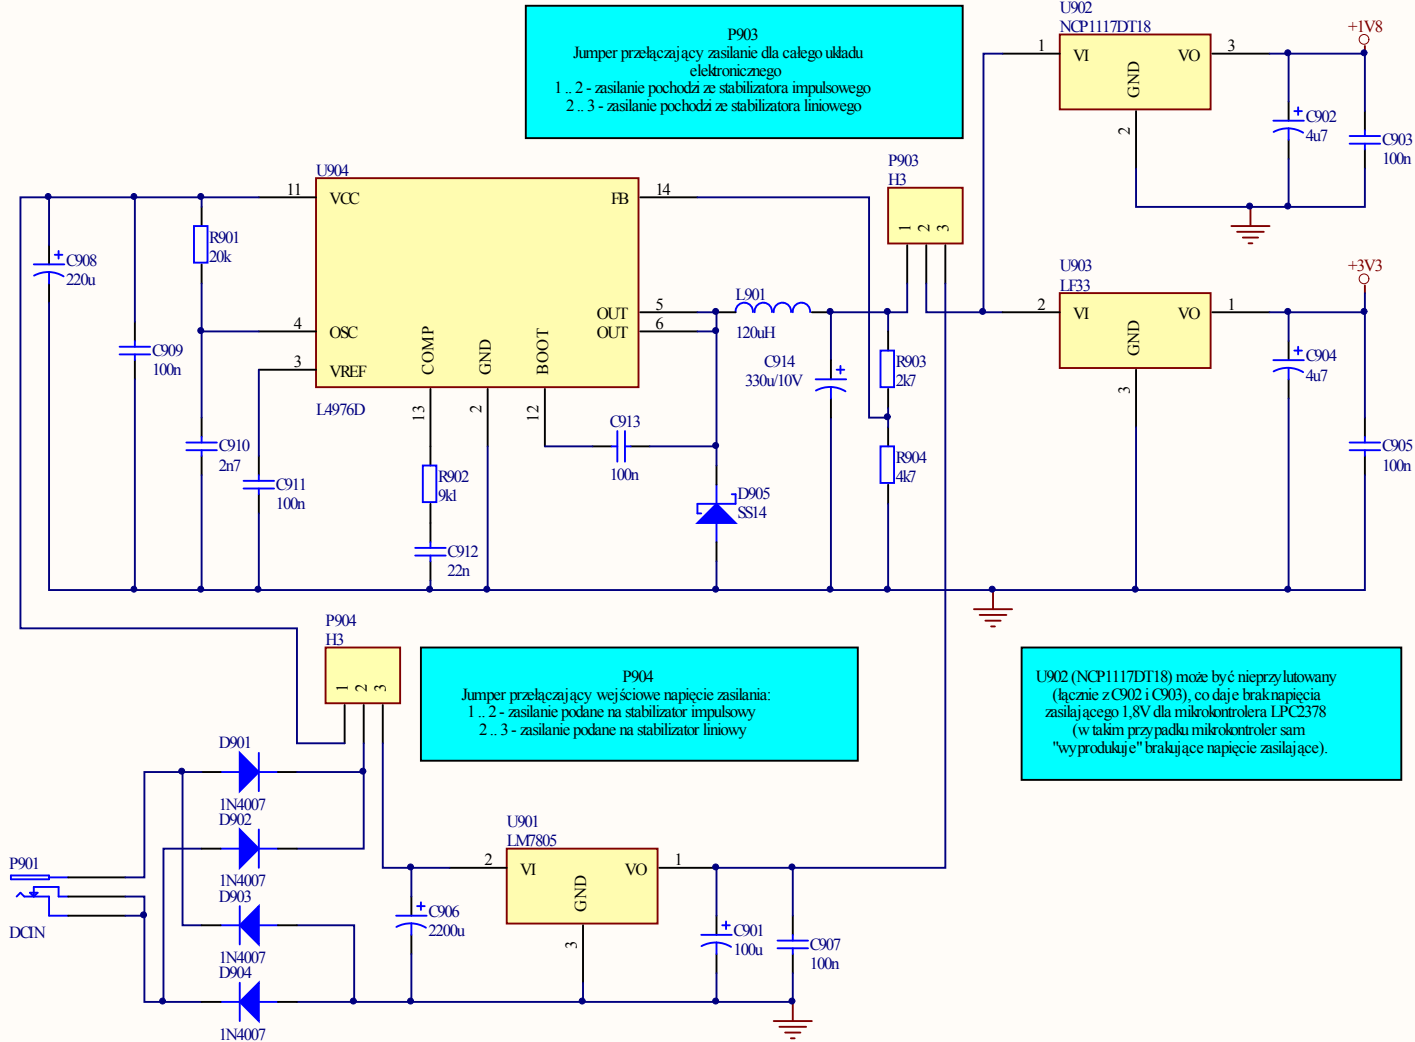 P903
Jumper przełączający zasilanie dla całego układu
elektronicznego
1 .. 2 - zasilanie pochodzi ze stabilizatora impulsowego
2 .. 3 - zasilanie pochodzi ze stabilizatora liniowego
U902
NCP1117DT18
1
VI
VO
3
GND
2
+1V8
C902
4u7
C903
100n
U904
11
VCC
FB
14
R901
20k
C908
220u
4
OSC
3
VREF
COMP
GND
BOOT
OUT
OUT
5
6
13
2
12
L4976D
C909
100n
C910
2n7
C911
100n
R902
9k1
C912
22n
C913
100n
L901
120uH
C914
330u/10V
D905
SS14
R903
2k7
R904
4k7
P903
H3
1
2
3
U903
LF33
2
VI
VO
1
GND
3
+3V3
C904
4u7
C905
100n
P904
H3
1
2
3
P904
Jumper przełączający wejściowe napięcie zasilania:
1 .. 2 - zasilanie podane na stabilizator impulsowy
2 .. 3 - zasilanie podane na stabilizator liniowy
U902 (NCP1117DT18) może być nieprzylutowany
(łącznie z C902 i C903), co daje brak napięcia
zasilającego 1,8V dla mikrokontrolera LPC2378
(w takim przypadku mikrokontroler sam
"wyprodukuje" brakujące napięcie zasilające).
D901
1N4007
D902
1N4007
D903
1N4007
D904
1N4007
P901
DCIN
U901
LM7805
2
VI
VO
1
GND
3
C906
2200u
C901
100u
C907
100n